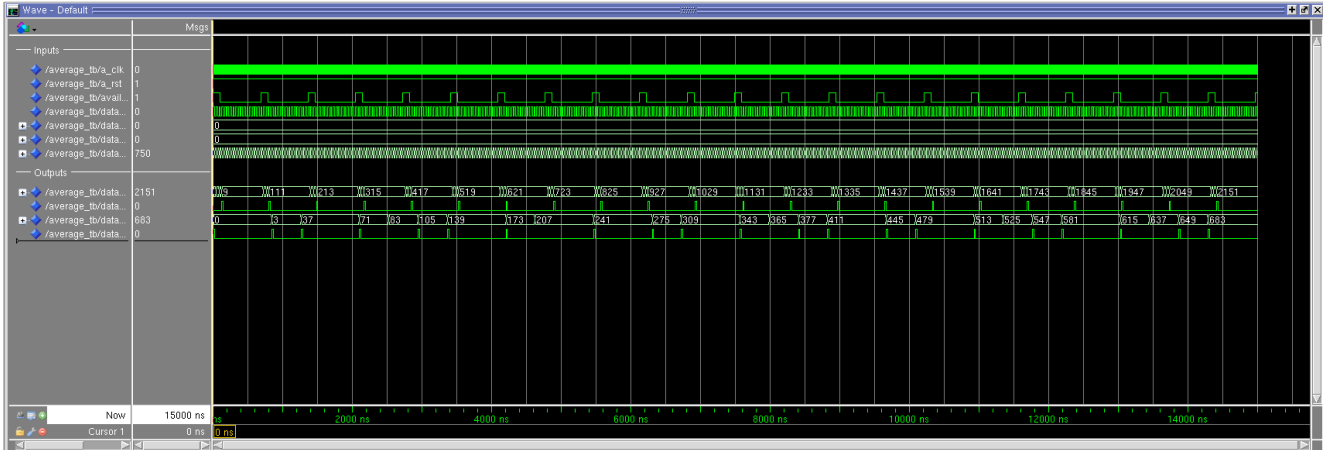 Wave - Default
Msgs
Inputs
/average_tb/a_clk 0
/average_tb/a_rst 1
/average_tb/avail... 1
/average_tb/data... 0
/average_tb/data... 0 0
/average_tb/data... 0 0
/average_tb/data... 750
Outputs
/average_tb/data... 2151 9 111 213 315 417 519 621 723 825 927 1029 1131 1233 1335 1437 1539 1641 1743 1845 1947 2049 2151
/average_tb/data... 0
/average_tb/data... 683 0 3 37 71 83 105 139 173 207 241 275 309 343 365 377 411 445 479 513 525 547 581 615 637 649 683
/average_tb/data... 0
Now 15000 ns 2000 ns 4000 ns 6000 ns 8000 ns 10000 ns 12000 ns 14000 ns
Cursor 1 0 ns 0 ns